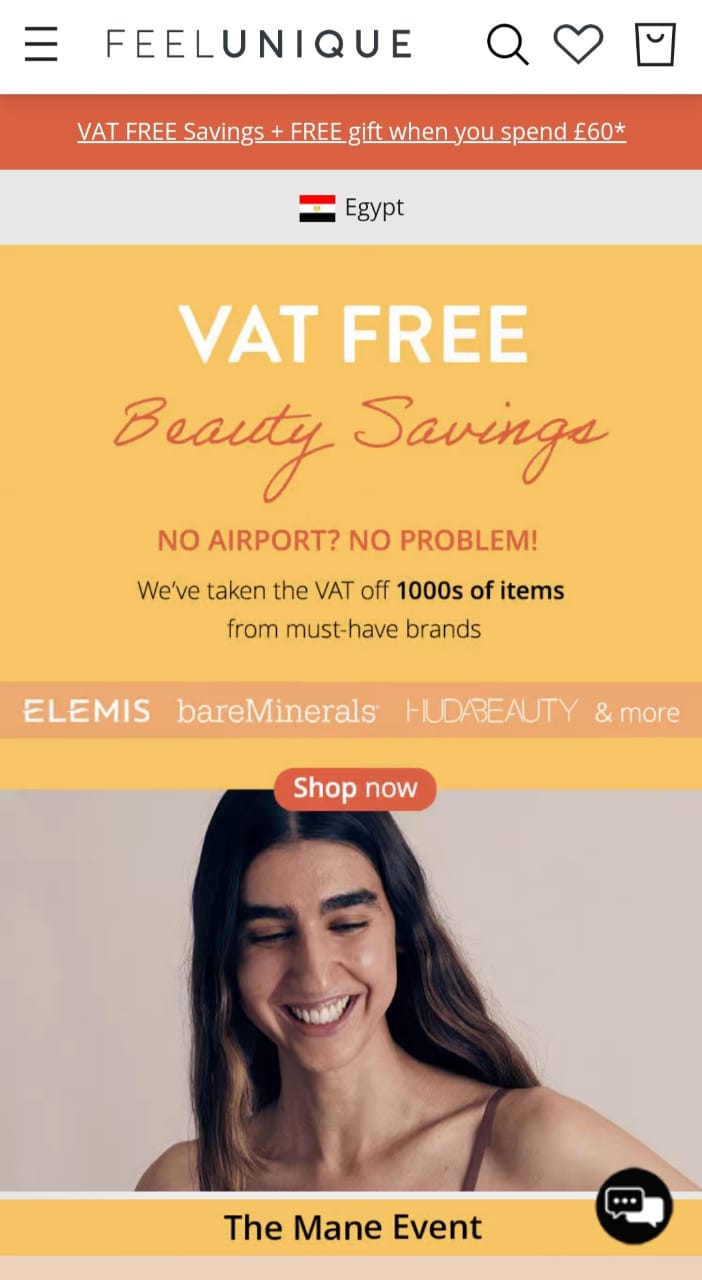 FEELUNIQUE
VAT FREE Savings + FREE gift when you spend £60*
Egypt
VAT FREE
Beauty Savings
NO AIRPORT? NO PROBLEM!
We've taken the VAT off 1000s of items
from must-have brands
ELEMIS bareMinerals HUDABEAUTY & more
Shop now
The Mane Event